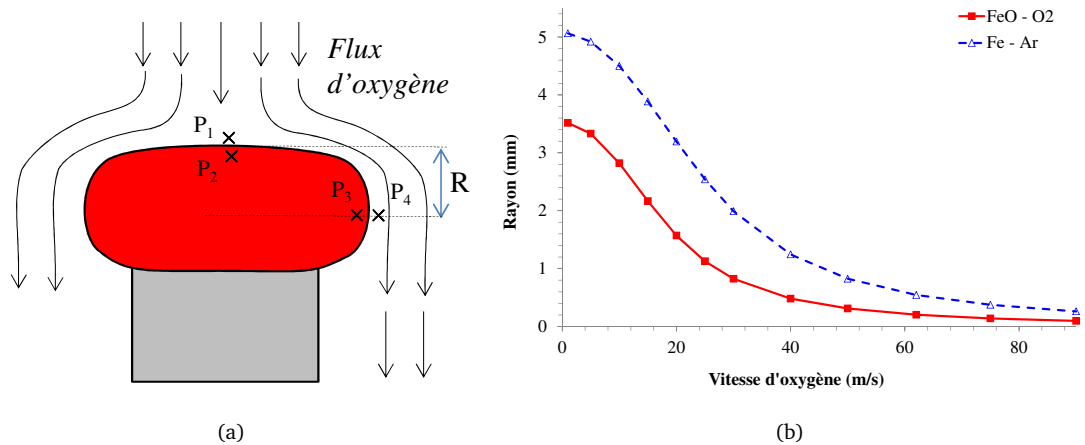 Flux
d'oxygène
P1
P2
P3
P4
R
(a)
FeO - O2
Fe - Ar
Rayon (mm)
5
4
3
2
1
0
0
20
40
60
80
Vitesse d'oxygène (m/s)
(b)